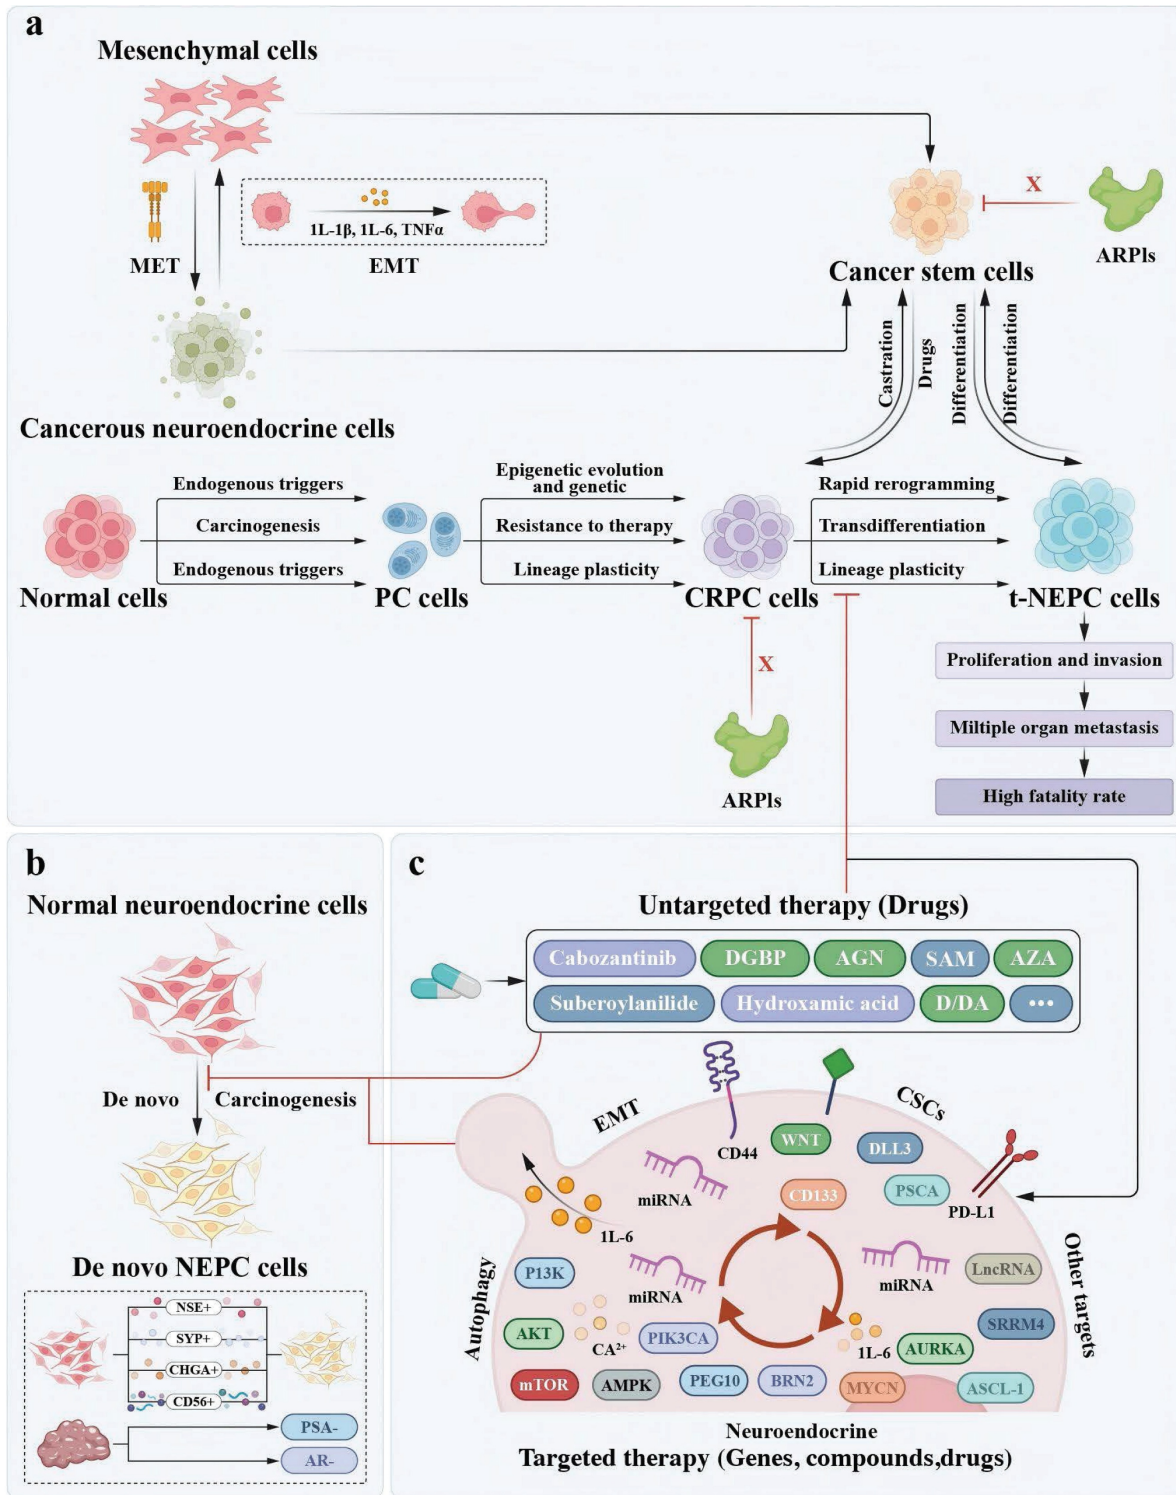 a
Mesenchymal cells
MET
1L-1β, 1L-6, TNFα
EMT
Cancerous neuroendocrine cells
X
ARPls
Cancer stem cells
Castration
Drugs
Differentiation
Differentiation
Normal cells
Endogenous triggers
Carcinogenesis
Endogenous triggers
PC cells
Epigenetic evolution
and genetic
Resistance to therapy
Lineage plasticity
CRPC cells
Rapid rerogramming
Transdifferentiation
Lineage plasticity
t-NEPC cells
X
ARPls
Proliferation and invasion
Miltiple organ metastasis
High fatality rate
b
Normal neuroendocrine cells
De novo
Carcinogenesis
De novo NEPC cells
NSE+
SYP+
CHGA+
CD56+
PSA-
AR-
c
Untargeted therapy (Drugs)
Cabozantinib
DGBP
AGN
SAM
AZA
Suberoylanilide
Hydroxamic acid
D/DA
•••
EMT
CSCs
Autophagy
Other targets
CD44
WNT
DLL3
PSCA
PD-L1
miRNA
CD133
1L-6
P13K
miRNA
miRNA
LncRNA
AKT
CA²⁺
PIK3CA
1L-6
AURKA
SRRM4
mTOR
AMPK
PEG10
BRN2
MYCN
ASCL-1
Neuroendocrine
Targeted therapy (Genes, compounds,drugs)